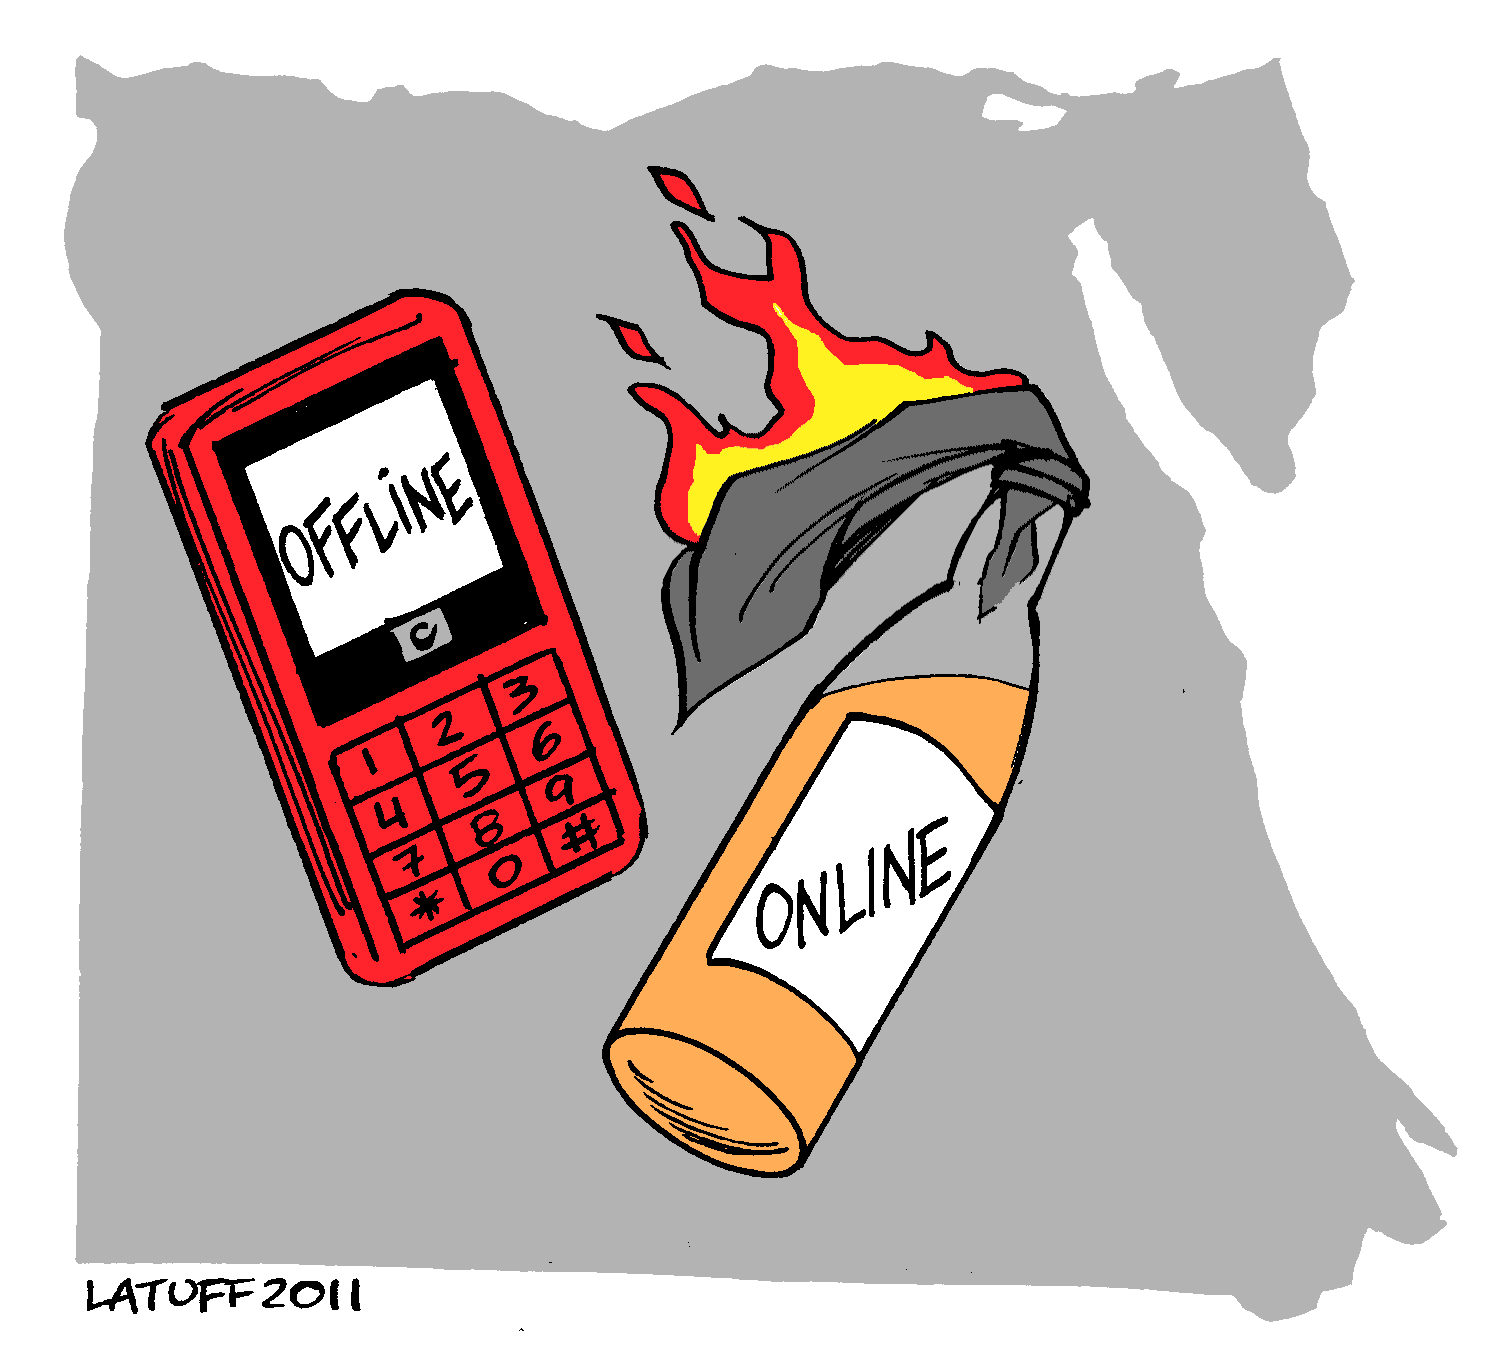 OFFLINE
1 2 3
4 5 6
7 8 9
* 0 #
ONLINE
LATUFF 2011